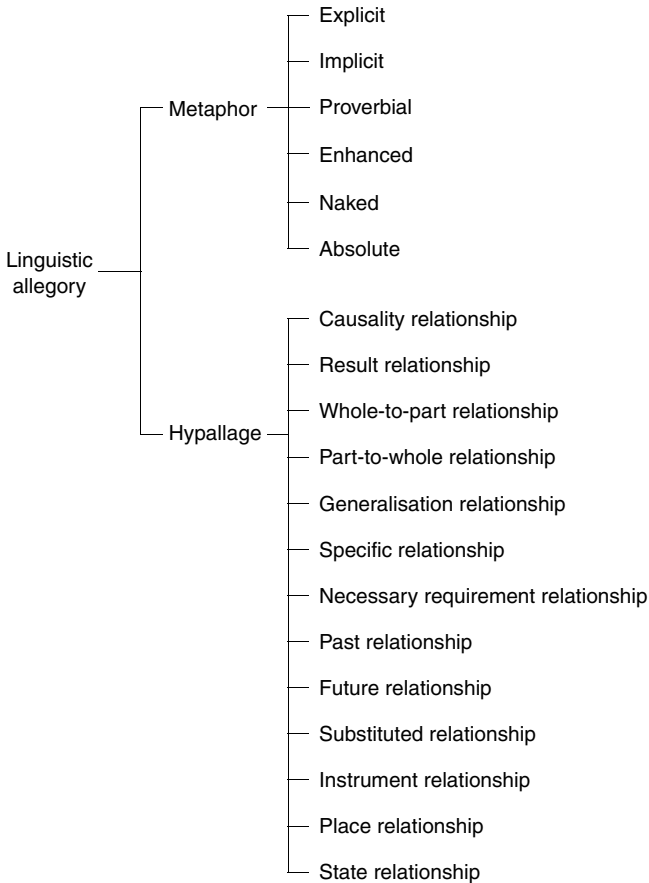 Linguistic
allegory
Metaphor
Explicit
Implicit
Proverbial
Enhanced
Naked
Absolute
Hypallage
Causality relationship
Result relationship
Whole-to-part relationship
Part-to-whole relationship
Generalisation relationship
Specific relationship
Necessary requirement relationship
Past relationship
Future relationship
Substituted relationship
Instrument relationship
Place relationship
State relationship